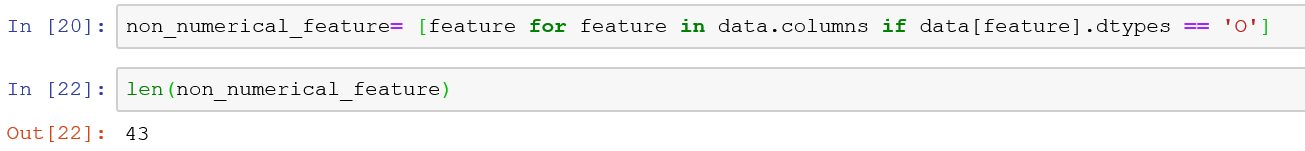 In [20]: non_numerical_feature= [feature for feature in data.columns if data[feature].dtypes == 'O']
In [22]: len(non_numerical_feature)
Out[22]: 43